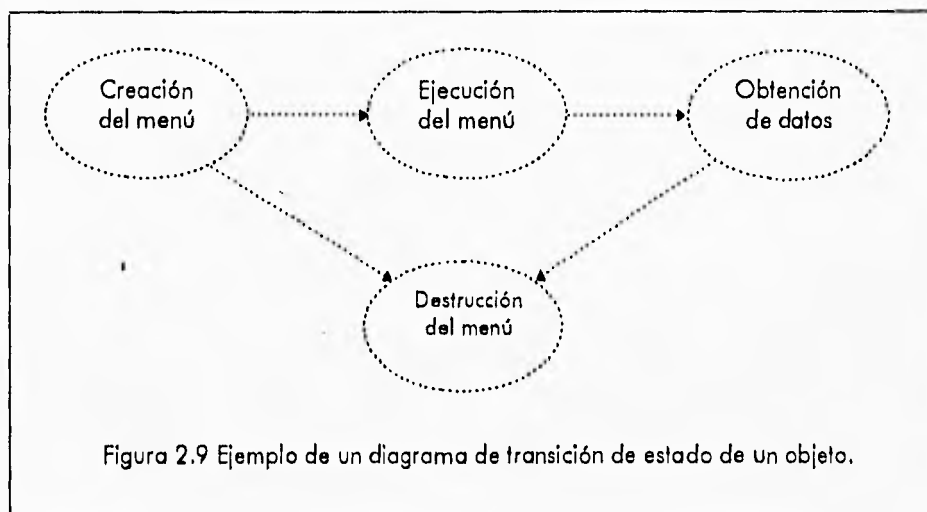 Creación
del menú
Ejecución
del menú
Obtención
de datos
Destrucción
del menú
Figura 2.9 Ejemplo de un diagrama de transición de estado de un objeto.